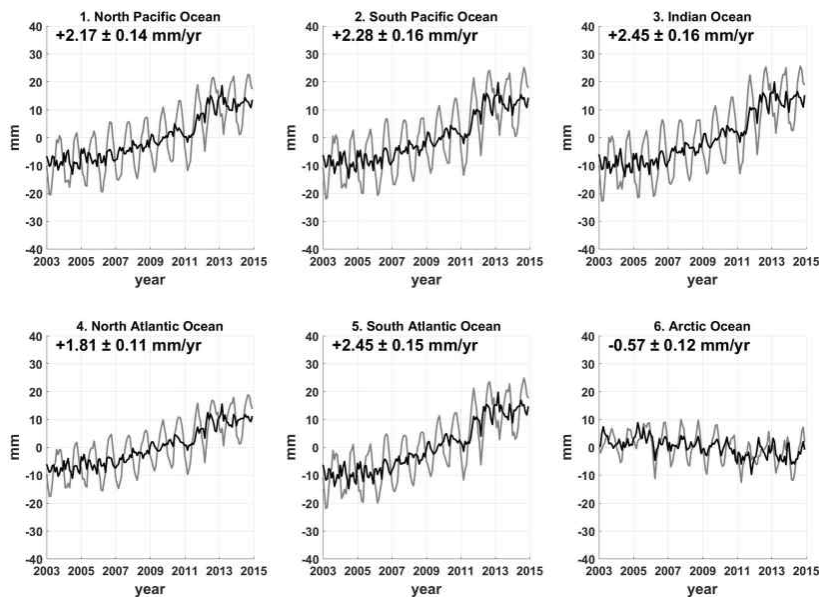 1. North Pacific Ocean
+2.17 ± 0.14 mm/yr
40
30
20
10
0
-10
-20
-30
-40
mm
2003 2005 2007 2009 2011 2013 2015
year
2. South Pacific Ocean
+2.28 ± 0.16 mm/yr
40
30
20
10
0
-10
-20
-30
-40
mm
2003 2005 2007 2009 2011 2013 2015
year
3. Indian Ocean
+2.45 ± 0.16 mm/yr
40
30
20
10
0
-10
-20
-30
-40
mm
2003 2005 2007 2009 2011 2013 2015
year
4. North Atlantic Ocean
+1.81 ± 0.11 mm/yr
40
30
20
10
0
-10
-20
-30
-40
mm
2003 2005 2007 2009 2011 2013 2015
year
5. South Atlantic Ocean
+2.45 ± 0.15 mm/yr
40
30
20
10
0
-10
-20
-30
-40
mm
2003 2005 2007 2009 2011 2013 2015
year
6. Arctic Ocean
-0.57 ± 0.12 mm/yr
40
30
20
10
0
-10
-20
-30
-40
mm
2003 2005 2007 2009 2011 2013 2015
year